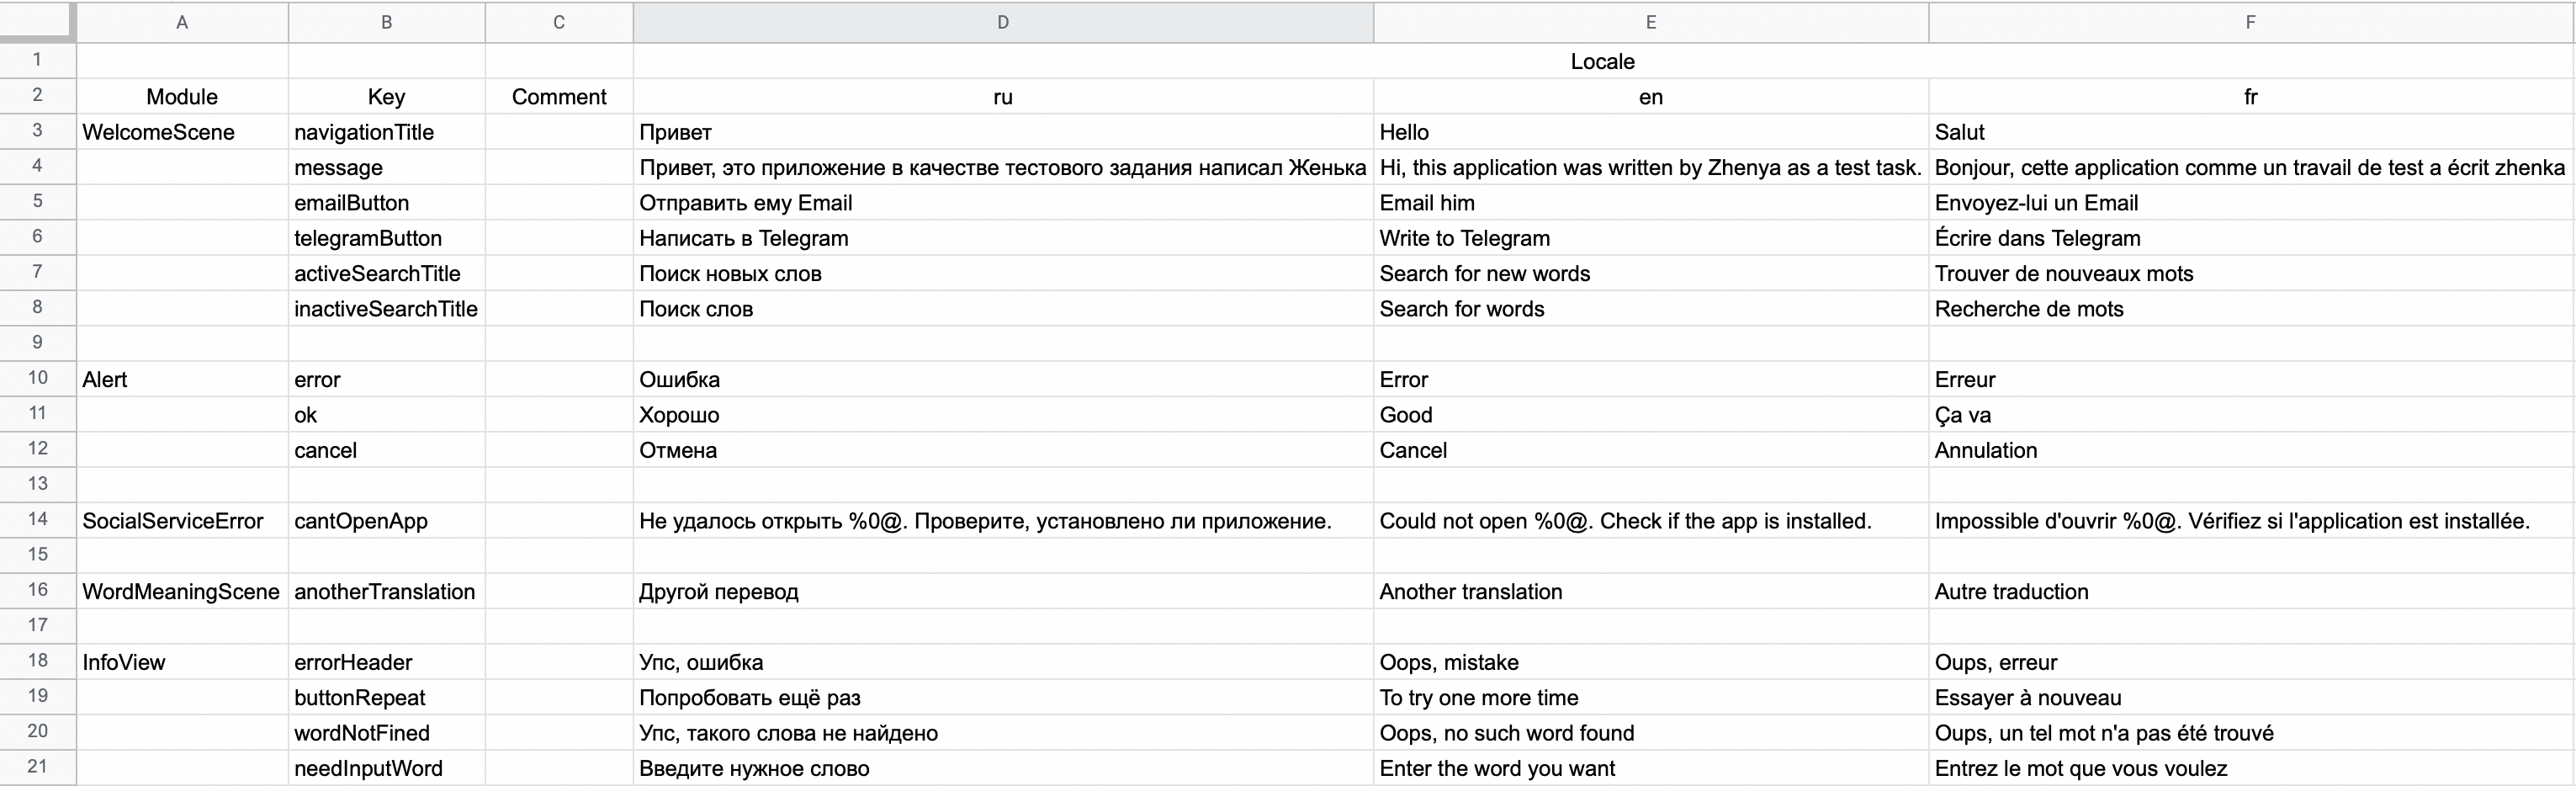 A B C D E F
1 Locale
2 Module Key Comment ru en fr
3 WelcomeScene navigationTitle Привет Hello Salut
4 message Привет, это приложение в качестве тестового задания написал Женька Hi, this application was written by Zhenya as a test task. Bonjour, cette application comme un travail de test a écrit zhenka
5 emailButton Отправить ему Email Email him Envoyez-lui un Email
6 telegramButton Написать в Telegram Write to Telegram Écrire dans Telegram
7 activeSearchTitle Поиск новых слов Search for new words Trouver de nouveaux mots
8 inactiveSearchTitle Поиск слов Search for words Recherche de mots
9
10 Alert error Ошибка Error Erreur
11 ok Хорошо Good Ça va
12 cancel Отмена Cancel Annulation
13
14 SocialServiceError cantOpenApp Не удалось открыть %0@. Проверите, установлено ли приложение. Could not open %0@. Check if the app is installed. Impossible d'ouvrir %0@. Vérifiez si l'application est installée.
15
16 WordMeaningScene anotherTranslation Другой перевод Another translation Autre traduction
17
18 InfoView errorHeader Упс, ошибка Oops, mistake Oups, erreur
19 buttonRepeat Попробовать ещё раз To try one more time Essayer à nouveau
20 wordNotFined Упс, такого слова не найдено Oops, no such word found Oups, un tel mot n'a pas été trouvé
21 needInputWord Введите нужное слово Enter the word you want Entrez le mot que vous voulez